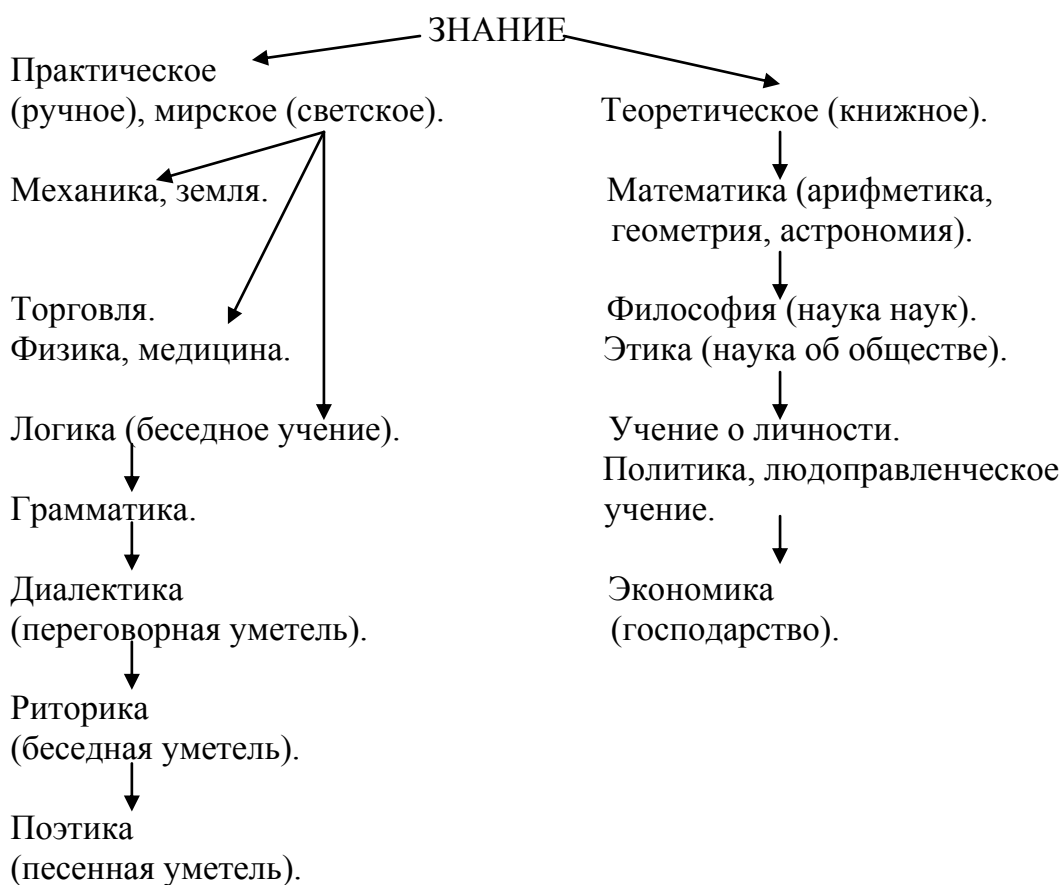 ЗНАНИЕ
Практическое
(ручное), мирское (светское).
Теоретическое (книжное).
Механика, земля.
Математика (арифметика,
геометрия, астрономия).
Торговля.
Физика, медицина.
Философия (наука наук).
Этика (наука об обществе).
Логика (беседное учение).
Учение о личности.
Политика, людоправленческое
учение.
Грамматика.
Диалектика
(переговорная уметель).
Экономика
(господарство).
Риторика
(беседная уметель).
Поэтика
(песенная уметель).